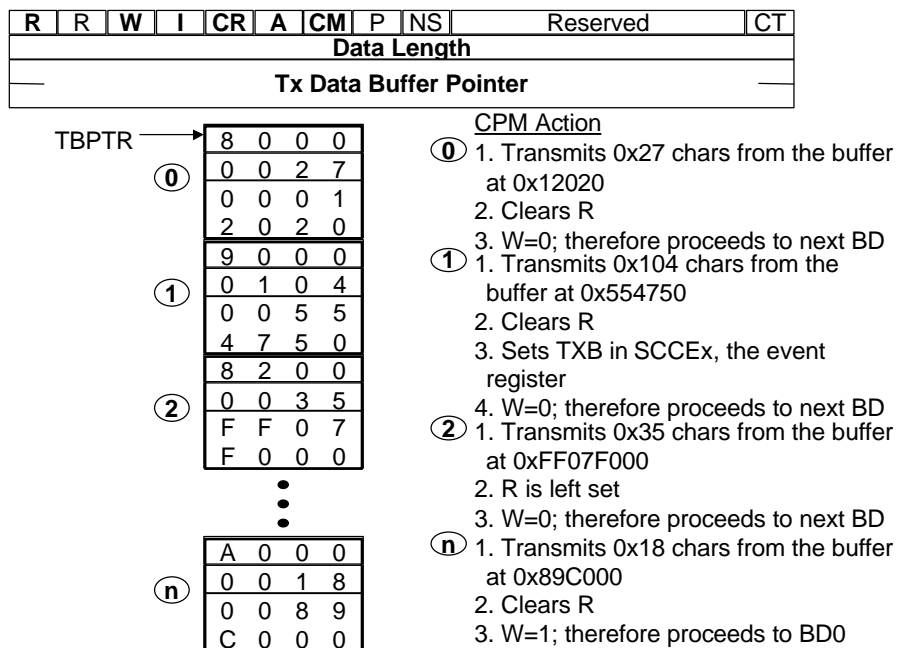 R R W I CR A CM P NS Reserved CT
Data Length
Tx Data Buffer Pointer
TBPTR
8 0 0 0
0 0 2 7
0 0 0 1
2 0 2 0
0
9 0 0 0
0 1 0 4
0 0 5 5
4 7 5 0
1
8 2 0 0
0 0 3 5
F F 0 7
F 0 0 0
2
A 0 0 0
0 0 1 8
0 0 8 9
C 0 0 0
n
CPM Action
0 1. Transmits 0x27 chars from the buffer
at 0x12020
2. Clears R
3. W=0; therefore proceeds to next BD
1 1. Transmits 0x104 chars from the
buffer at 0x554750
2. Clears R
3. Sets TXB in SCCEx, the event
register
4. W=0; therefore proceeds to next BD
2 1. Transmits 0x35 chars from the buffer
at 0xFF07F000
2. R is left set
3. W=0; therefore proceeds to next BD
n 1. Transmits 0x18 chars from the buffer
at 0x89C000
2. Clears R
3. W=1; therefore proceeds to BD0